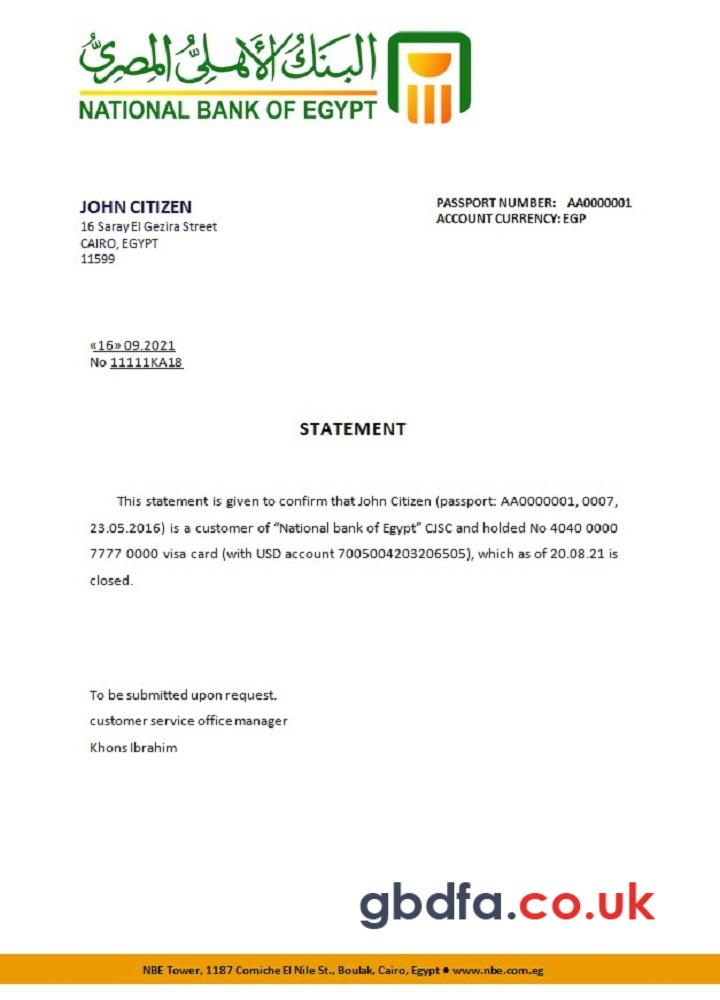 البنك الأهلي المصري
NATIONAL BANK OF EGYPT
JOHN CITIZEN
16 Saray El Gezira Street
CAIRO, EGYPT
11599
PASSPORT NUMBER: AA0000001
ACCOUNT CURRENCY: EGP
«16» 09.2021
No 11111KA18
STATEMENT
This statement is given to confirm that John Citizen (passport: AA0000001, 0007,
23.05.2016) is a customer of “National bank of Egypt” CJSC and holded No 4040 0000
7777 0000 visa card (with USD account 7005004203206505), which as of 20.08.21 is
closed.
To be submitted upon request.
customer service office manager
Khons Ibrahim
gbdfa.co.uk
NBE Tower, 1187 Corniche El Nile St., Boulak, Cairo, Egypt ● www.nbe.com.eg